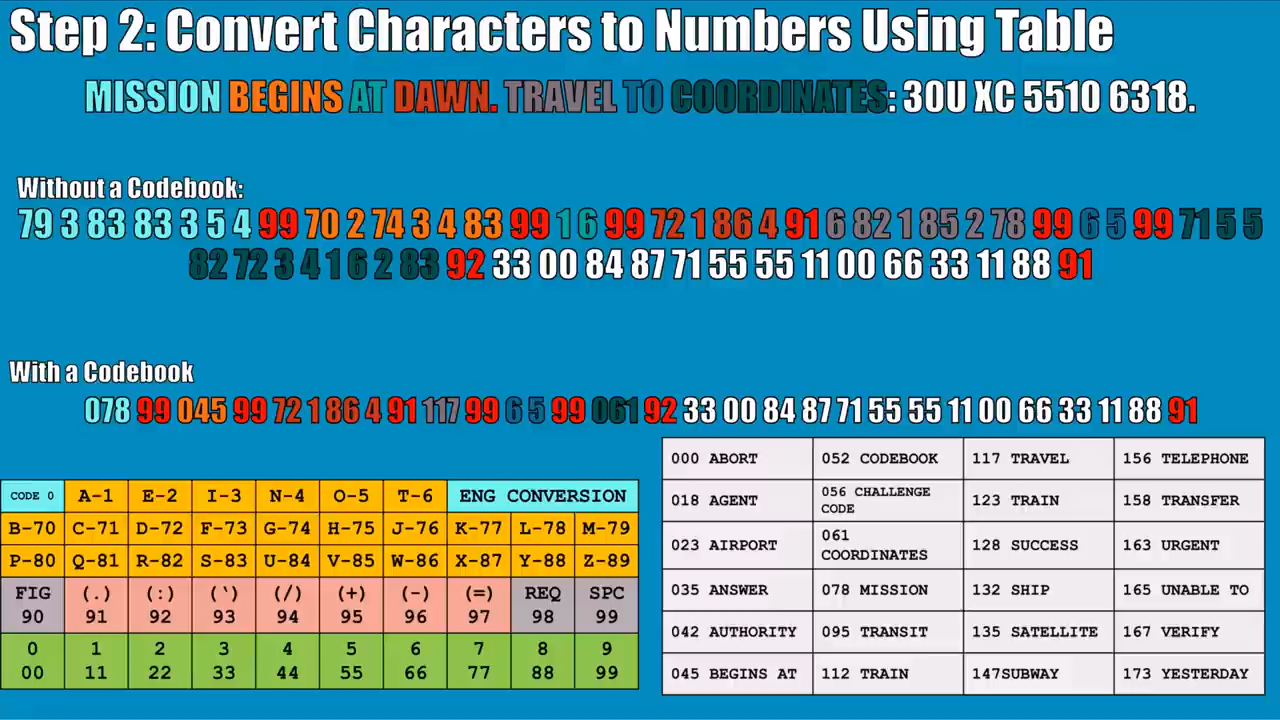 Step 2: Convert Characters to Numbers Using Table
MISSION BEGINS AT DAWN. TRAVEL TO COORDINATES: 30U XC 5510 6318.
Without a Codebook:
79 3 83 83 3 5 4 99 70 2 74 3 4 83 99 1 6 99 72 1 86 4 91 6 82 1 85 2 78 99 6 5 99 71 5 5
82 72 3 4 1 6 2 83 92 33 00 84 87 71 55 55 11 00 66 33 11 88 91
With a Codebook
078 99 045 99 72 1 86 4 91 117 99 6 5 99 061 92 33 00 84 87 71 55 55 11 00 66 33 11 88 91
CODE 0 A-1 E-2 I-3 N-4 O-5 T-6 ENG CONVERSION
B-70 C-71 D-72 F-73 G-74 H-75 J-76 K-77 L-78 M-79
P-80 Q-81 R-82 S-83 U-84 V-85 W-86 X-87 Y-88 Z-89
FIG (.) (:) (‵) (/) (+) (-) (=) REQ SPC
90 91 92 93 94 95 96 97 98 99
0 1 2 3 4 5 6 7 8 9
00 11 22 33 44 55 66 77 88 99
000 ABORT 052 CODEBOOK 117 TRAVEL 156 TELEPHONE
018 AGENT 056 CHALLENGE 123 TRAIN 158 TRANSFER
CODE
023 AIRPORT 061 128 SUCCESS 163 URGENT
COORDINATES
035 ANSWER 078 MISSION 132 SHIP 165 UNABLE TO
042 AUTHORITY 095 TRANSIT 135 SATELLITE 167 VERIFY
045 BEGINS AT 112 TRAIN 147SUBWAY 173 YESTERDAY